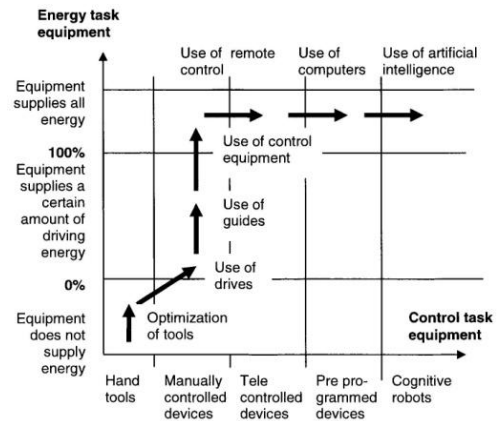 Energy task
equipment
Use of remote
control
Use of
computers
Use of artificial
intelligence
Equipment
supplies all
energy
100%
Equipment
supplies a
certain
amount of
driving
energy
0%
Equipment
does not
supply
energy
Use of control
equipment
Use of
guides
Use of
drives
Optimization
of tools
Control task
equipment
Hand
tools
Manually
controlled
devices
Tele
controlled
devices
Pre pro-
grammed
devices
Cognitive
robots